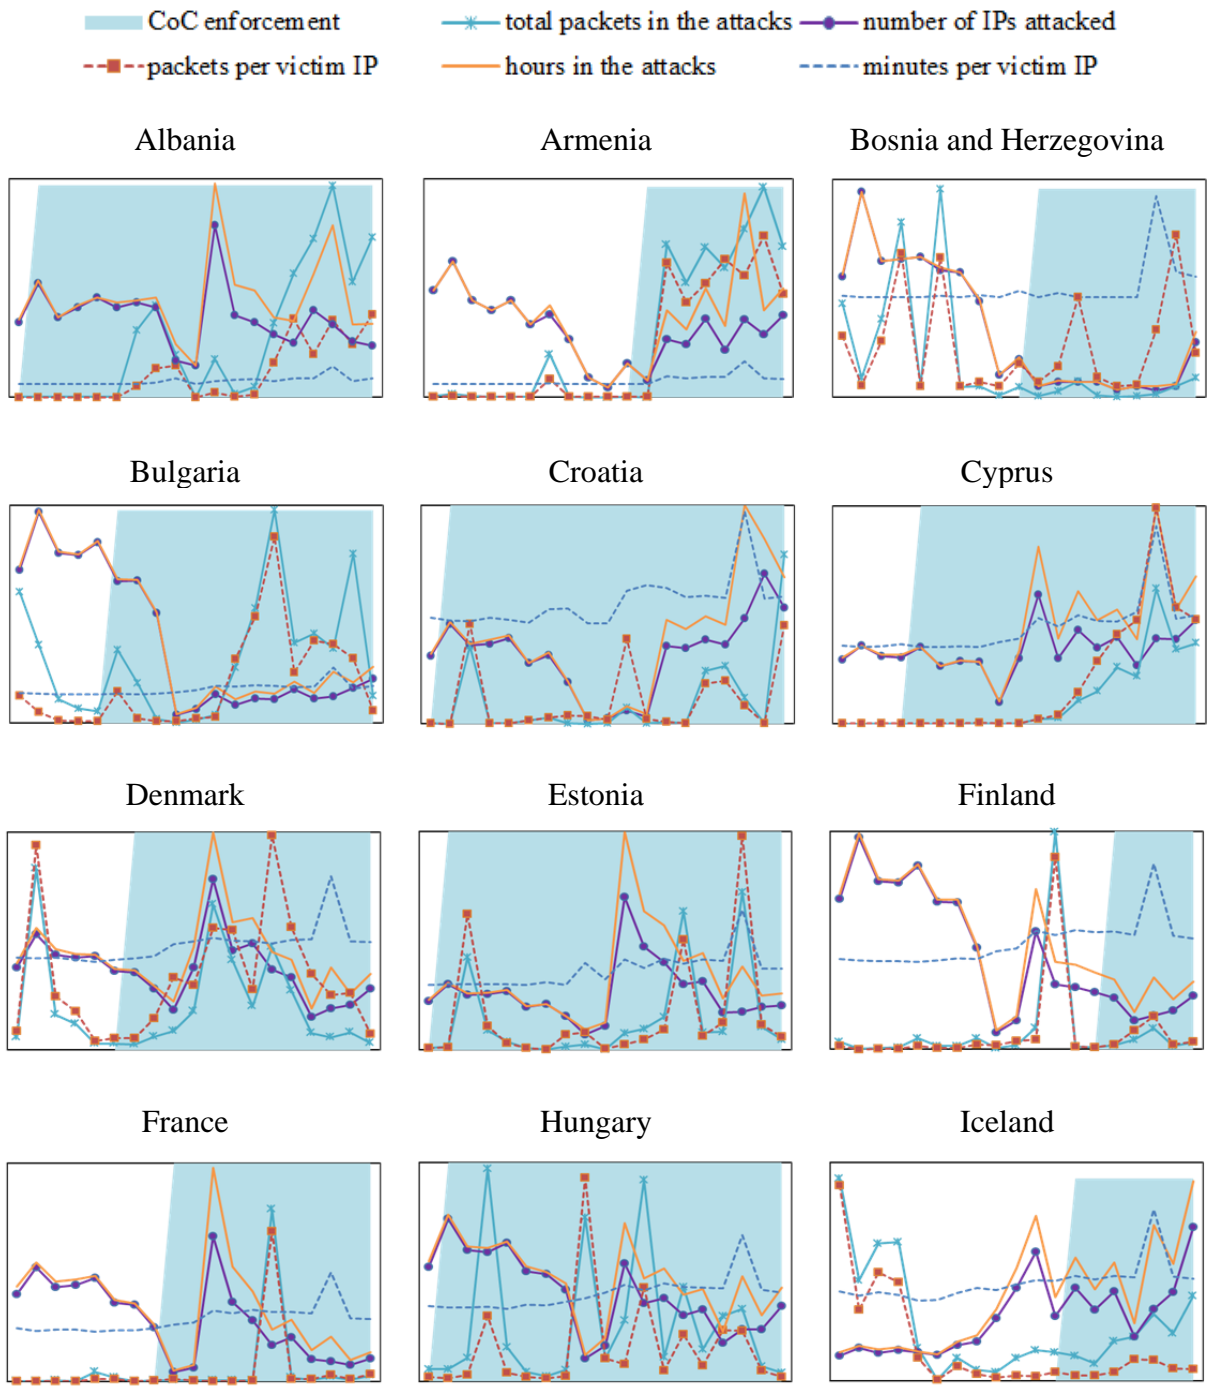 CoC enforcement total packets in the attacks number of IPs attacked
packets per victim IP hours in the attacks minutes per victim IP
Albania Armenia Bosnia and Herzegovina
Bulgaria Croatia Cyprus
Denmark Estonia Finland
France Hungary Iceland